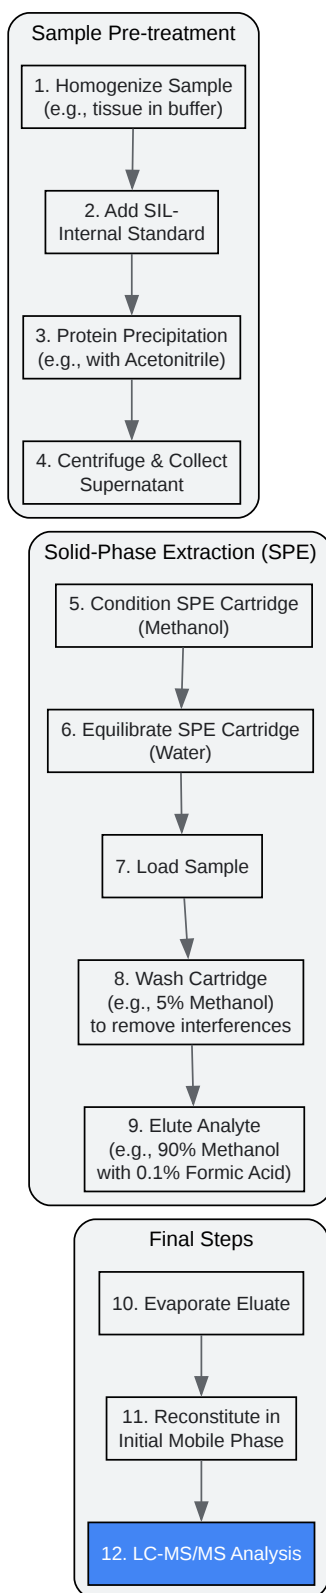 Sample Pre-treatment
1. Homogenize Sample
(e.g., tissue in buffer)
2. Add SIL-
Internal Standard
3. Protein Precipitation
(e.g., with Acetonitrile)
4. Centrifuge & Collect
Supernatant
Solid-Phase Extraction (SPE)
5. Condition SPE Cartridge
(Methanol)
6. Equilibrate SPE Cartridge
(Water)
7. Load Sample
8. Wash Cartridge
(e.g., 5% Methanol)
to remove interferences
9. Elute Analyte
(e.g., 90% Methanol
with 0.1% Formic Acid)
Final Steps
10. Evaporate Eluate
11. Reconstitute in
Initial Mobile Phase
12. LC-MS/MS Analysis